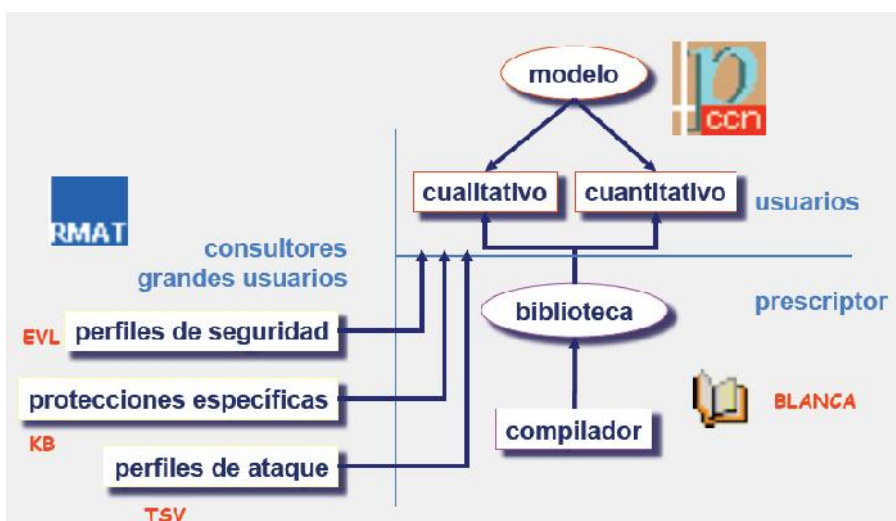 modelo
p
ccn
cualitativo
cuantitativo
usuarios
RMAT
consultores
grandes usuarios
biblioteca
prescriptor
EVL
perfiles de seguridad
protecciones específicas
BLANCA
KB
compilador
perfiles de ataque
TSV